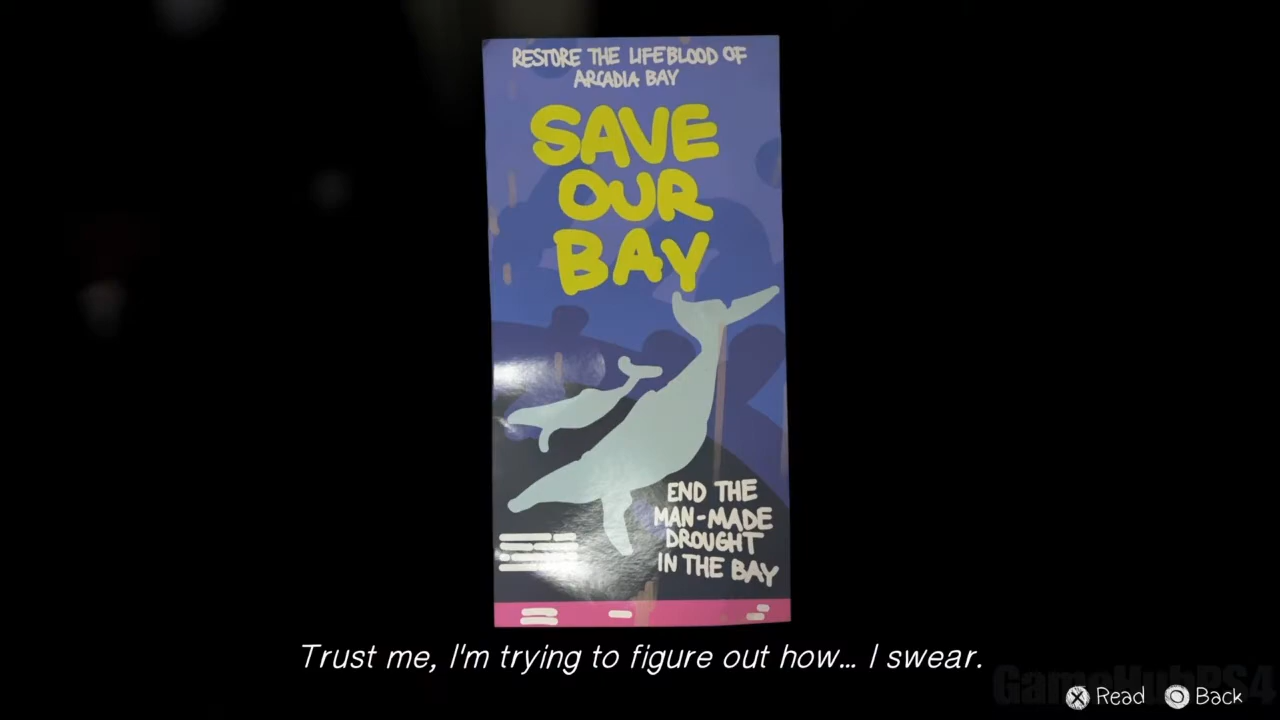 RESTORE THE LIFEBLOOD OF
ARCADIA BAY
SAVE
OUR
BAY
END THE
MAN-MADE
DROUGHT
IN THE BAY
Trust me, I'm trying to figure out how... I swear.
GameHubPS4
Read Back